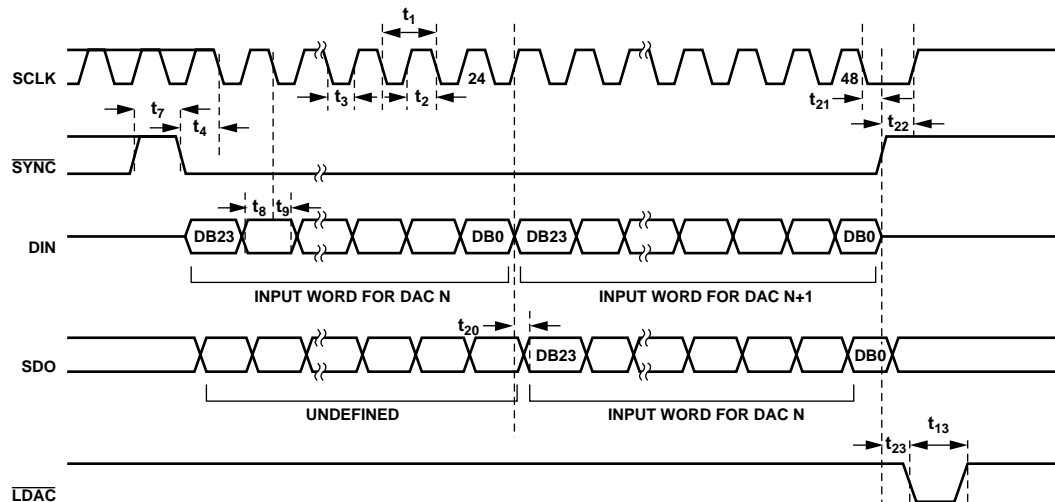 t1
SCLK
24
48
t3
t2
t21
t7
t4
t22
SYNC
t8
t9
DIN
DB23
DB0
DB23
DB0
INPUT WORD FOR DAC N
INPUT WORD FOR DAC N+1
t20
SDO
DB23
DB0
UNDEFINED
INPUT WORD FOR DAC N
t23
t13
LDAC